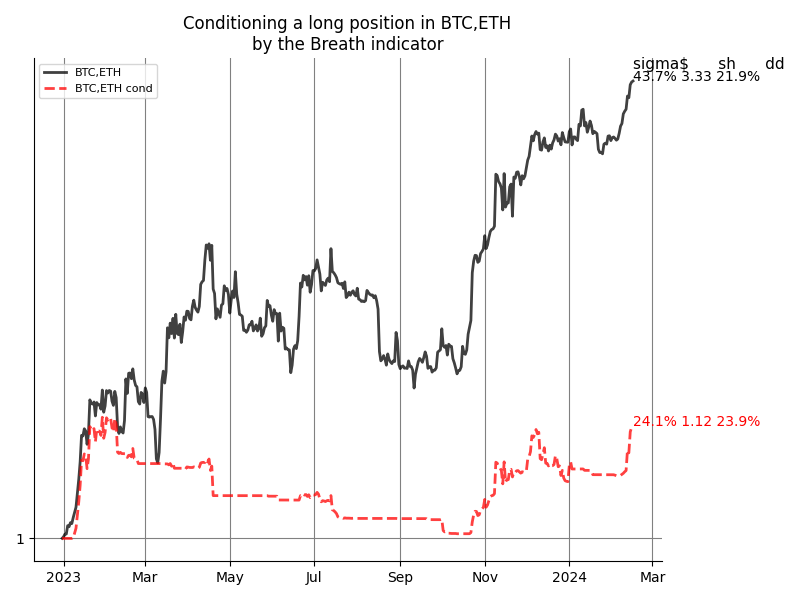 Conditioning a long position in BTC,ETH
by the Breath indicator
sigma$ sh dd
43.7% 3.33 21.9%
BTC,ETH
BTC,ETH cond
24.1% 1.12 23.9%
1
2023 Mar May Jul Sep Nov 2024 Mar